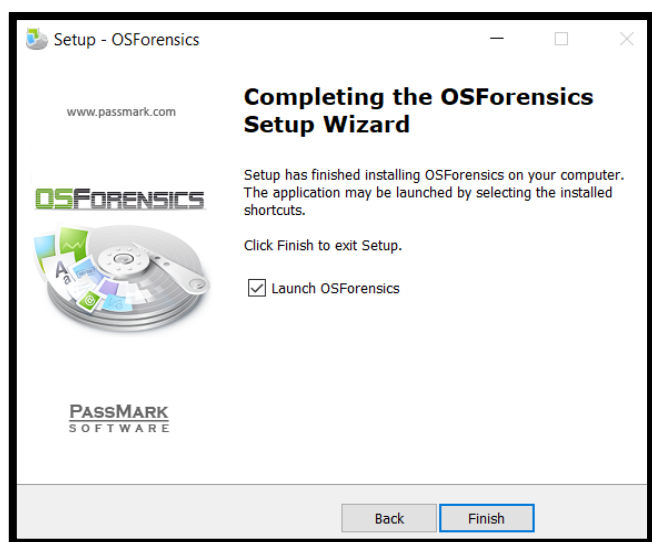 Setup - OSForensics
www.passmark.com
Completing the OSForensics
Setup Wizard
Setup has finished installing OSForensics on your computer.
The application may be launched by selecting the installed
shortcuts.
Click Finish to exit Setup.
Launch OSForensics
OSFORENSICS
A
a
@
PASSMARK
SOFTWARE
Back
Finish